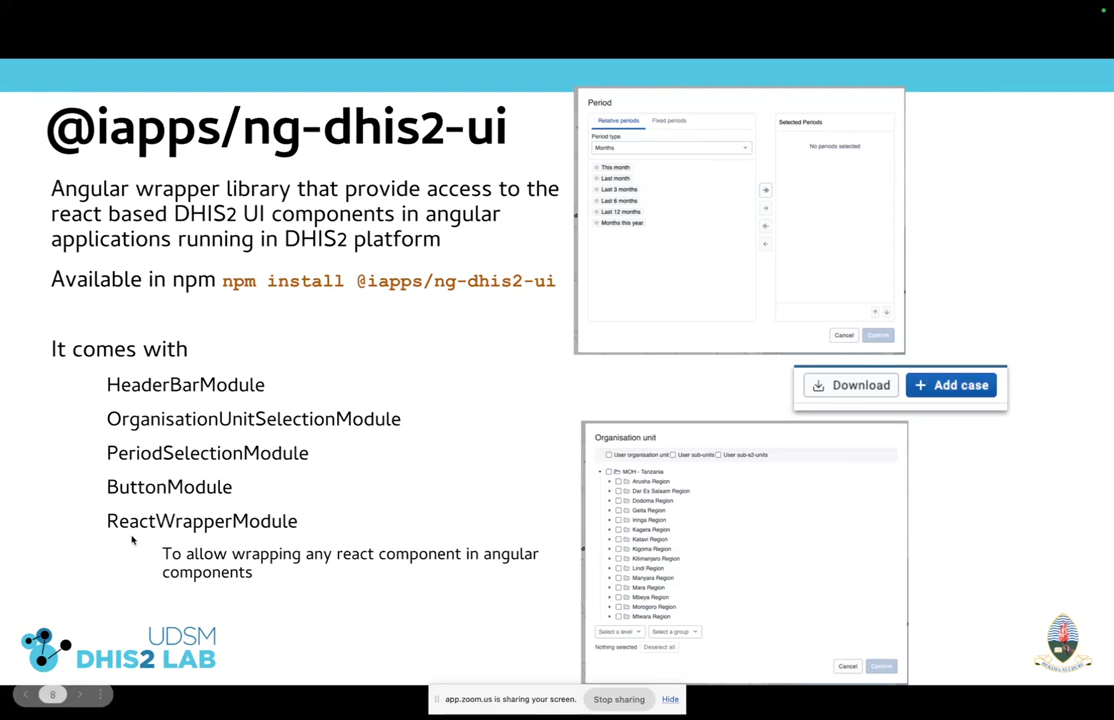 @iapps/ng-dhis2-ui
Angular wrapper library that provide access to the
react based DHIS2 UI components in angular
applications running in DHIS2 platform
Available in npm npm install @iapps/ng-dhis2-ui
It comes with
HeaderBarModule
OrganisationUnitSelectionModule
PeriodSelectionModule
ButtonModule
ReactWrapperModule
To allow wrapping any react component in angular
components
UDSM
DHIS2 LAB
8
Period
Relative periods Fixed periods
Period type
Months
This month
Last month
Last 3 months
Last 6 months
Last 12 months
Months this year
Selected Periods
No periods selected
Cancel Confirm
Download + Add case
Organisation unit
User organisation unit User sub-units User sub-x2-units
MOH - Tanzania
Arusha Region
Dar Es Salaam Region
Dodoma Region
Geita Region
Iringa Region
Kagera Region
Katavi Region
Kigoma Region
Kilimanjaro Region
Lindi Region
Manyara Region
Mara Region
Mbeya Region
Morogoro Region
Mtwara Region
Select a level Select a group
Nothing selected Deselect all
Cancel Confirm
app.zoom.us is sharing your screen. Stop sharing Hide